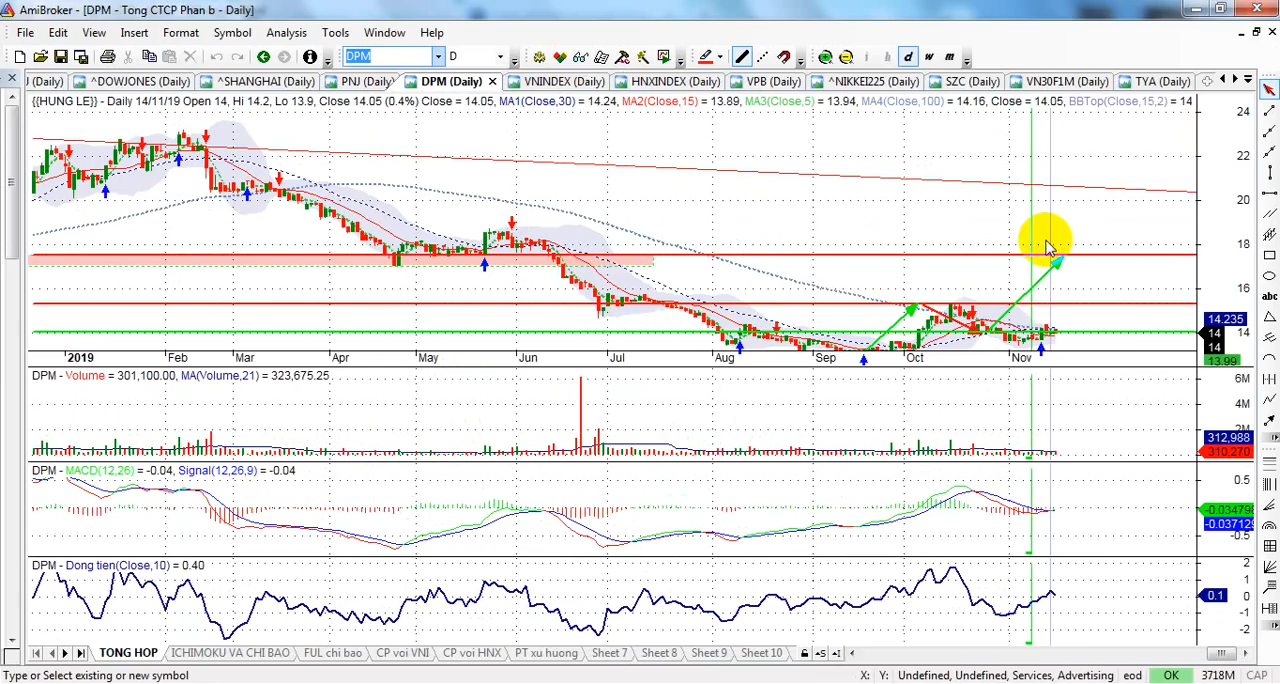 AmiBroker - [DPM - Tong CTCP Phan b - Daily]
File Edit View Insert Format Symbol Analysis Tools Window Help
DPM D i h d w m
J (Daily) ^DOWJONES (Daily) ^SHANGHAI (Daily) PNJ (Daily) DPM (Daily) VNINDEX (Daily) HNXINDEX (Daily) VPB (Daily) ^NIKKEI225 (Daily) SZC (Daily) VN30F1M (Daily) TYA (Daily)
{{HUNG LE}} - Daily 14/11/19 Open 14, Hi 14.2, Lo 13.9, Close 14.05 (0.4%) Close = 14.05, MA1(Close,30) = 14.24, MA2(Close,15) = 13.89, MA3(Close,5) = 13.94, MA4(Close,100) = 14.16, Close = 14.05, BBTop(Close,15,2) = 14
24
22
20
18
16
14.235
14 14
14
13.99
2019 Feb Mar Apr May Jun Jul Aug Sep Oct Nov
DPM - Volume = 301,100.00, MA(Volume,21) = 323,675.25
6M
4M
2M
312,988
310,270
DPM - MACD(12,26) = -0.04, Signal(12,26,9) = -0.04
0.5
-0.034798
-0.037129
-0.5
DPM - Dong tien(Close,10) = 0.40
2
1
0.1 0
-1
-2
TONG HOP ICHIMOKU VA CHI BAO FUL chi bao CP voi VNI CP voi HNX PT xu huong Sheet 7 Sheet 8 Sheet 9 Sheet 10
Type or Select existing or new symbol X: Y: Undefined, Undefined, Services, Advertising eod OK 3718M CAP
abc